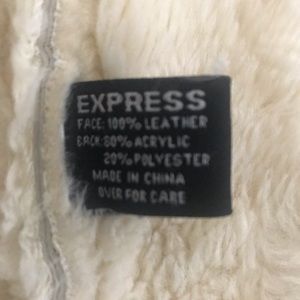 EXPRESS
FACE: 100% LEATHER
BACK: 80% ACRYLIC
20% POLYESTER
MADE IN CHINA
OVER FOR CARE